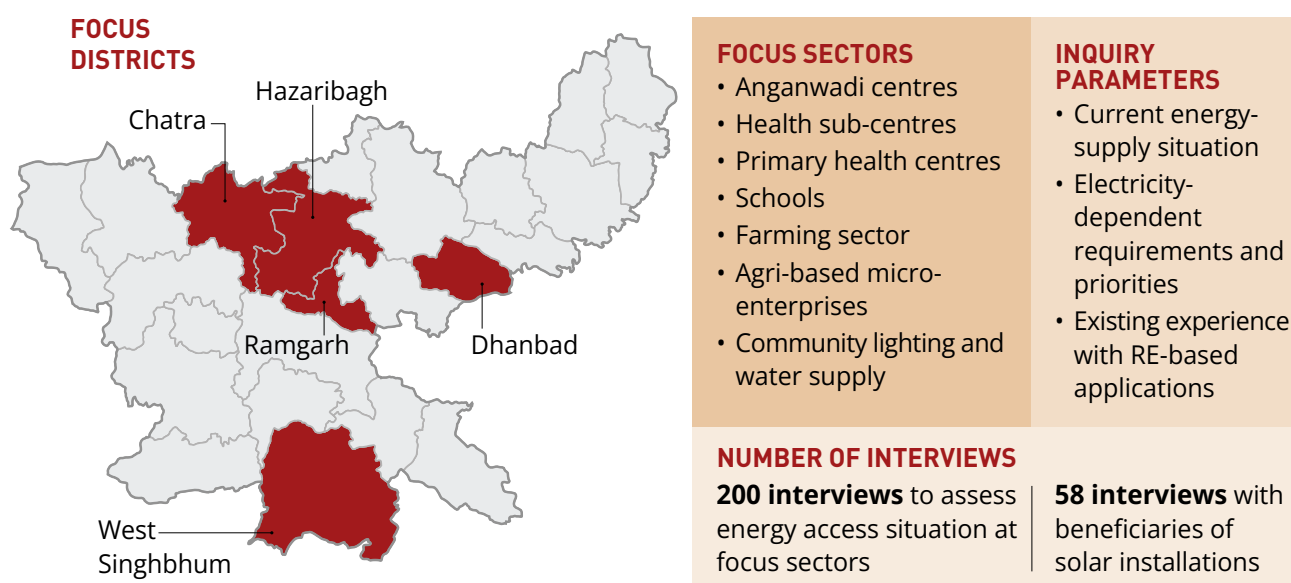 FOCUS
DISTRICTS
Hazaribagh
Chatra
Ramgarh
Dhanbad
West
Singhbhum
FOCUS SECTORS
• Anganwadi centres
• Health sub-centres
• Primary health centres
• Schools
• Farming sector
• Agri-based micro-
enterprises
• Community lighting and
water supply
INQUIRY
PARAMETERS
• Current energy-
supply situation
• Electricity-
dependent
requirements and
priorities
• Existing experience
with RE-based
applications
NUMBER OF INTERVIEWS
200 interviews to assess
energy access situation at
focus sectors
58 interviews with
beneficiaries of
solar installations